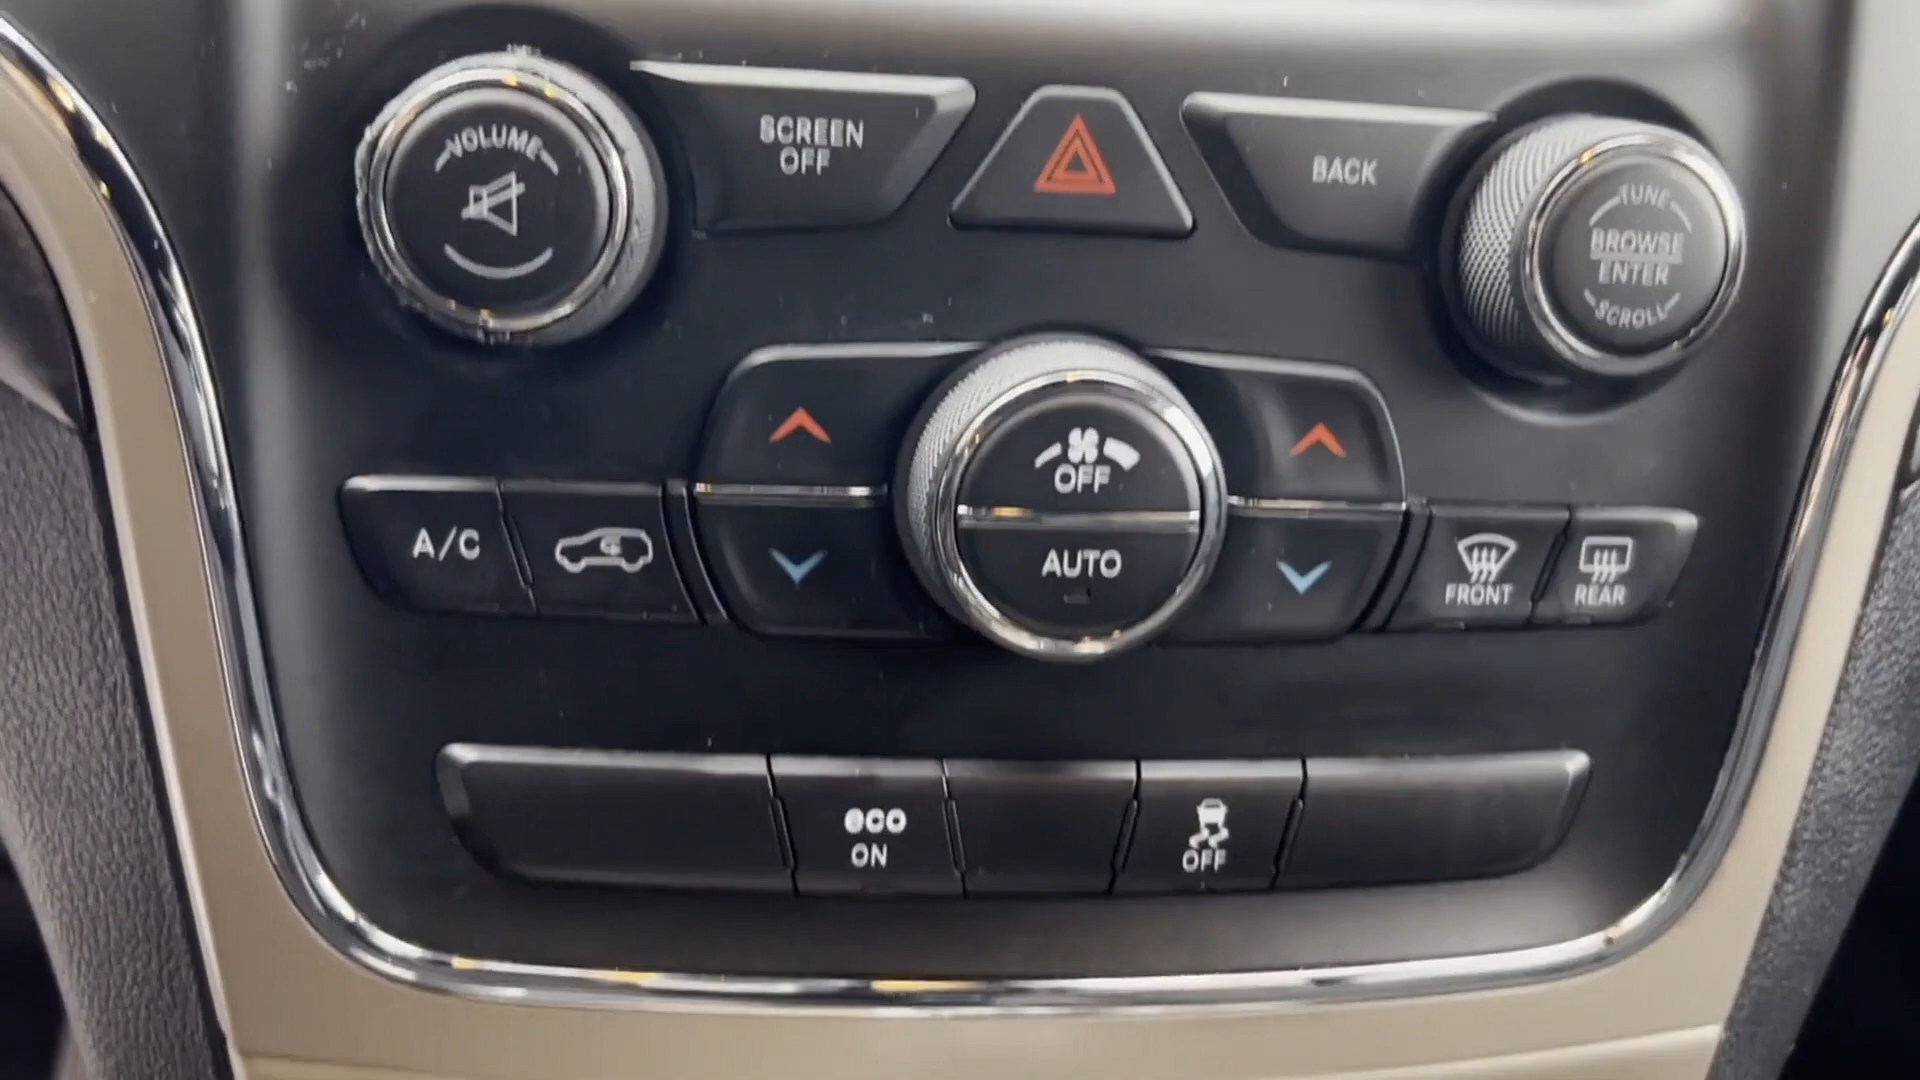 VOLUME
SCREEN
OFF
BACK
TUNE
BROWSE
ENTER
SCROLL
OFF
AUTO
A/C
FRONT
REAR
eco
ON
OFF